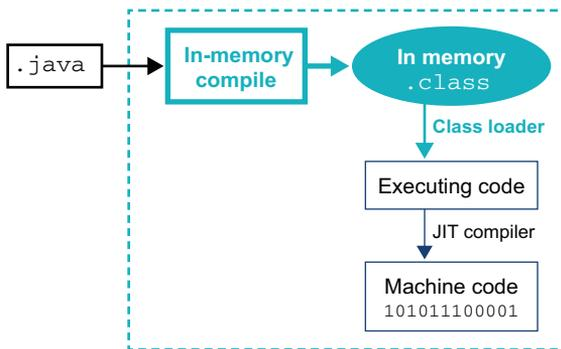 .java
In-memory
compile
In memory
.class
Class loader
Executing code
JIT compiler
Machine code
101011100001